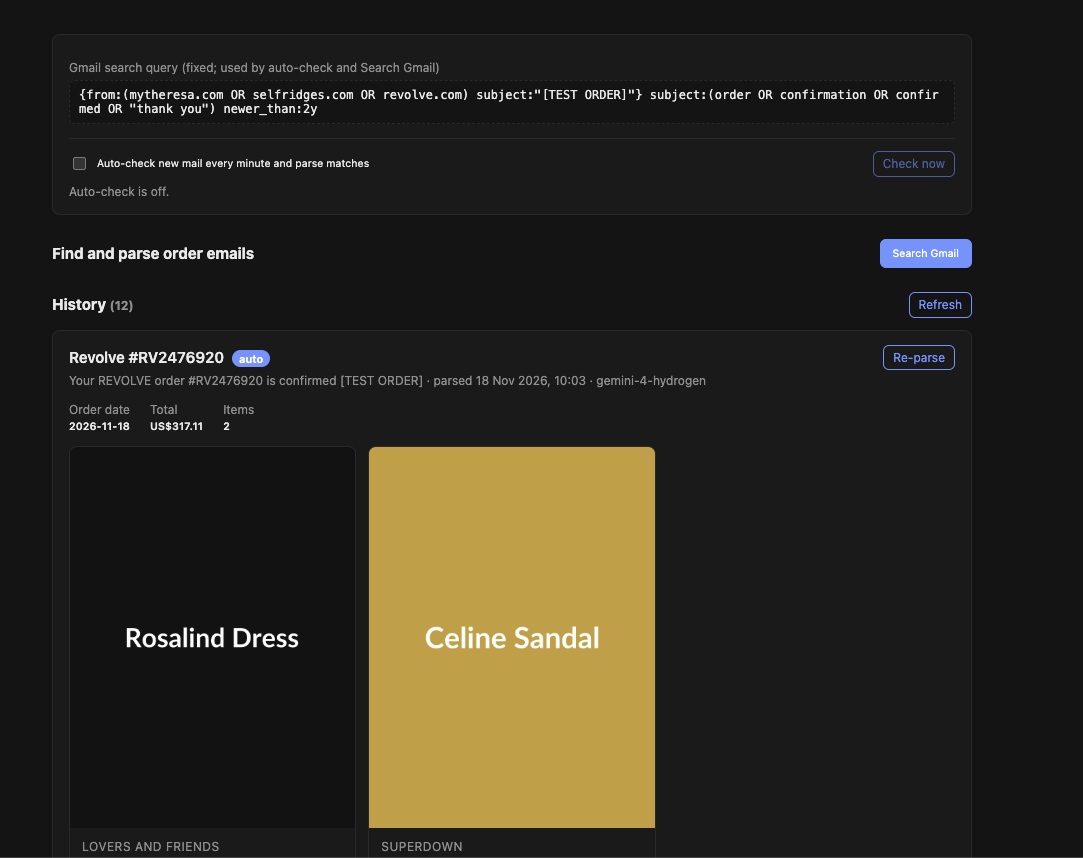 Gmail search query (fixed; used by auto-check and Search Gmail)
{from:(mytheresa.com OR selfridges.com OR revolve.com) subject:"[TEST ORDER]"} subject:(order OR confirmation OR confir
med OR "thank you") newer_than:2y
Auto-check new mail every minute and parse matches
Check now
Auto-check is off.
Find and parse order emails
Search Gmail
History (12)
Refresh
Revolve #RV2476920 auto
Re-parse
Your REVOLVE order #RV2476920 is confirmed [TEST ORDER] · parsed 18 Nov 2026, 10:03 · gemini-4-hydrogen
Order date Total Items
2026-11-18 US$317.11 2
Rosalind Dress
Celine Sandal
LOVERS AND FRIENDS
SUPERDOWN